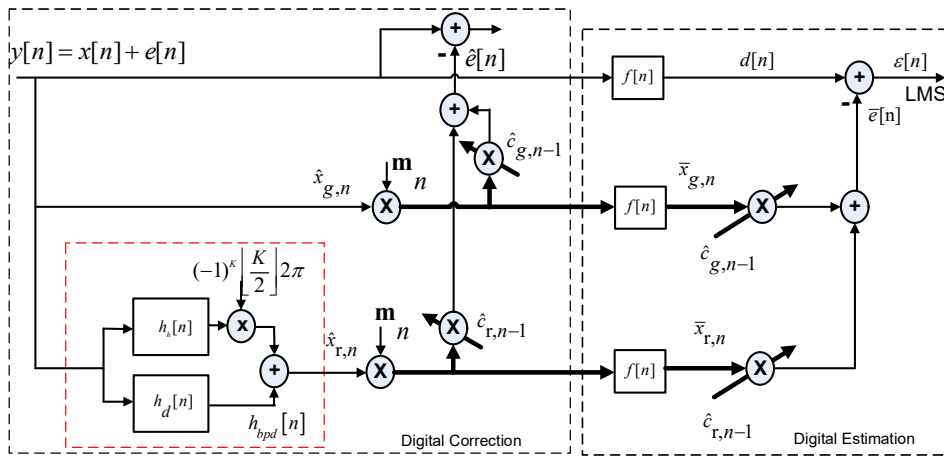 y[n] = x[n] + e[n]
-
+
ê[n]
+
ĉ_{g,n−1}
X
x̂_{g,n}
m_n
X
(−1)^K ⌊K/2⌋ 2π
h_h[n]
x
+
h_d[n]
h_{bpd}[n]
x̂_{r,n}
m_n
X
X
ĉ_{r,n−1}
Digital Correction
f[n]
d[n]
+
ε[n]
LMS
-
e̅[n]
f[n]
x̅_{g,n}
X
+
ĉ_{g,n−1}
f[n]
x̅_{r,n}
X
ĉ_{r,n−1}
Digital Estimation